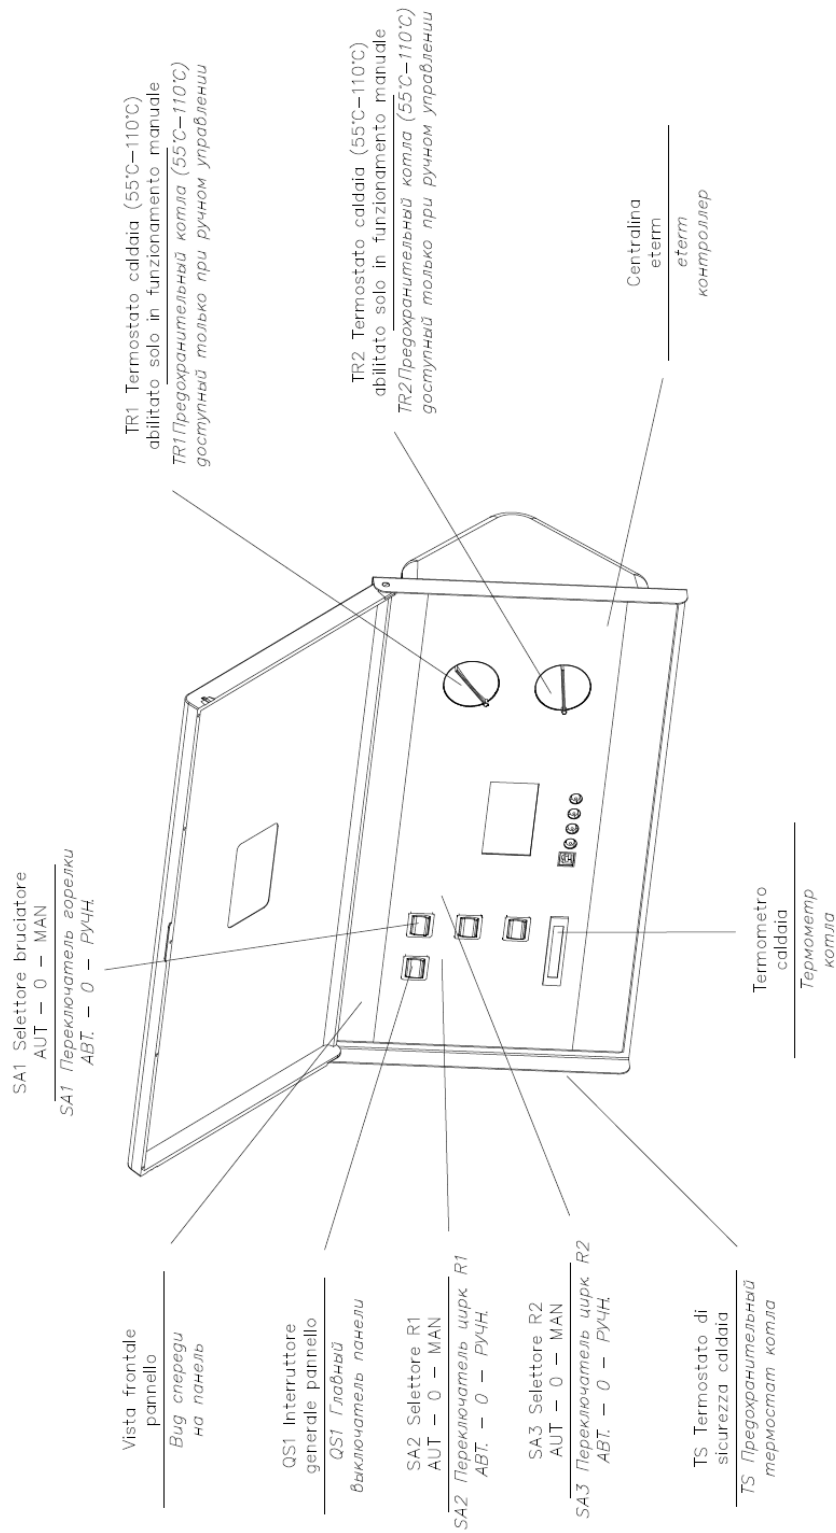 Vista frontale
pannello
Вид спереди
на панель
QS1 Interruttore
generale pannello
QS1 Главный
выключатель панели
SA2 Selettore R1
AUT – 0 – MAN
SA2 Переключатель цирк. R1
АВТ. – 0 – РУЧН.
SA3 Selettore R2
AUT – 0 – MAN
SA3 Переключатель цирк. R2
АВТ. – 0 – РУЧН.
TS Termostato di
sicurezza caldaia
TS Предохранительный
термостат котла
SA1 Selettore bruciatore
AUT – 0 – MAN
SA1 Переключатель горелки
АВТ. – 0 – РУЧН.
Termometro
caldaia
Термометр
котла
TR1 Termostato caldaia (55°C–110°C)
abilitato solo in funzionamento manuale
TR1 Предохранительный котла (55°C–110°C)
доступный только при ручном управлении
TR2 Termostato caldaia (55°C–110°C)
abilitato solo in funzionamento manuale
TR2 Предохранительный котла (55°C–110°C)
доступный только при ручном управлении
Centralina
eterm
eterm
контроллер